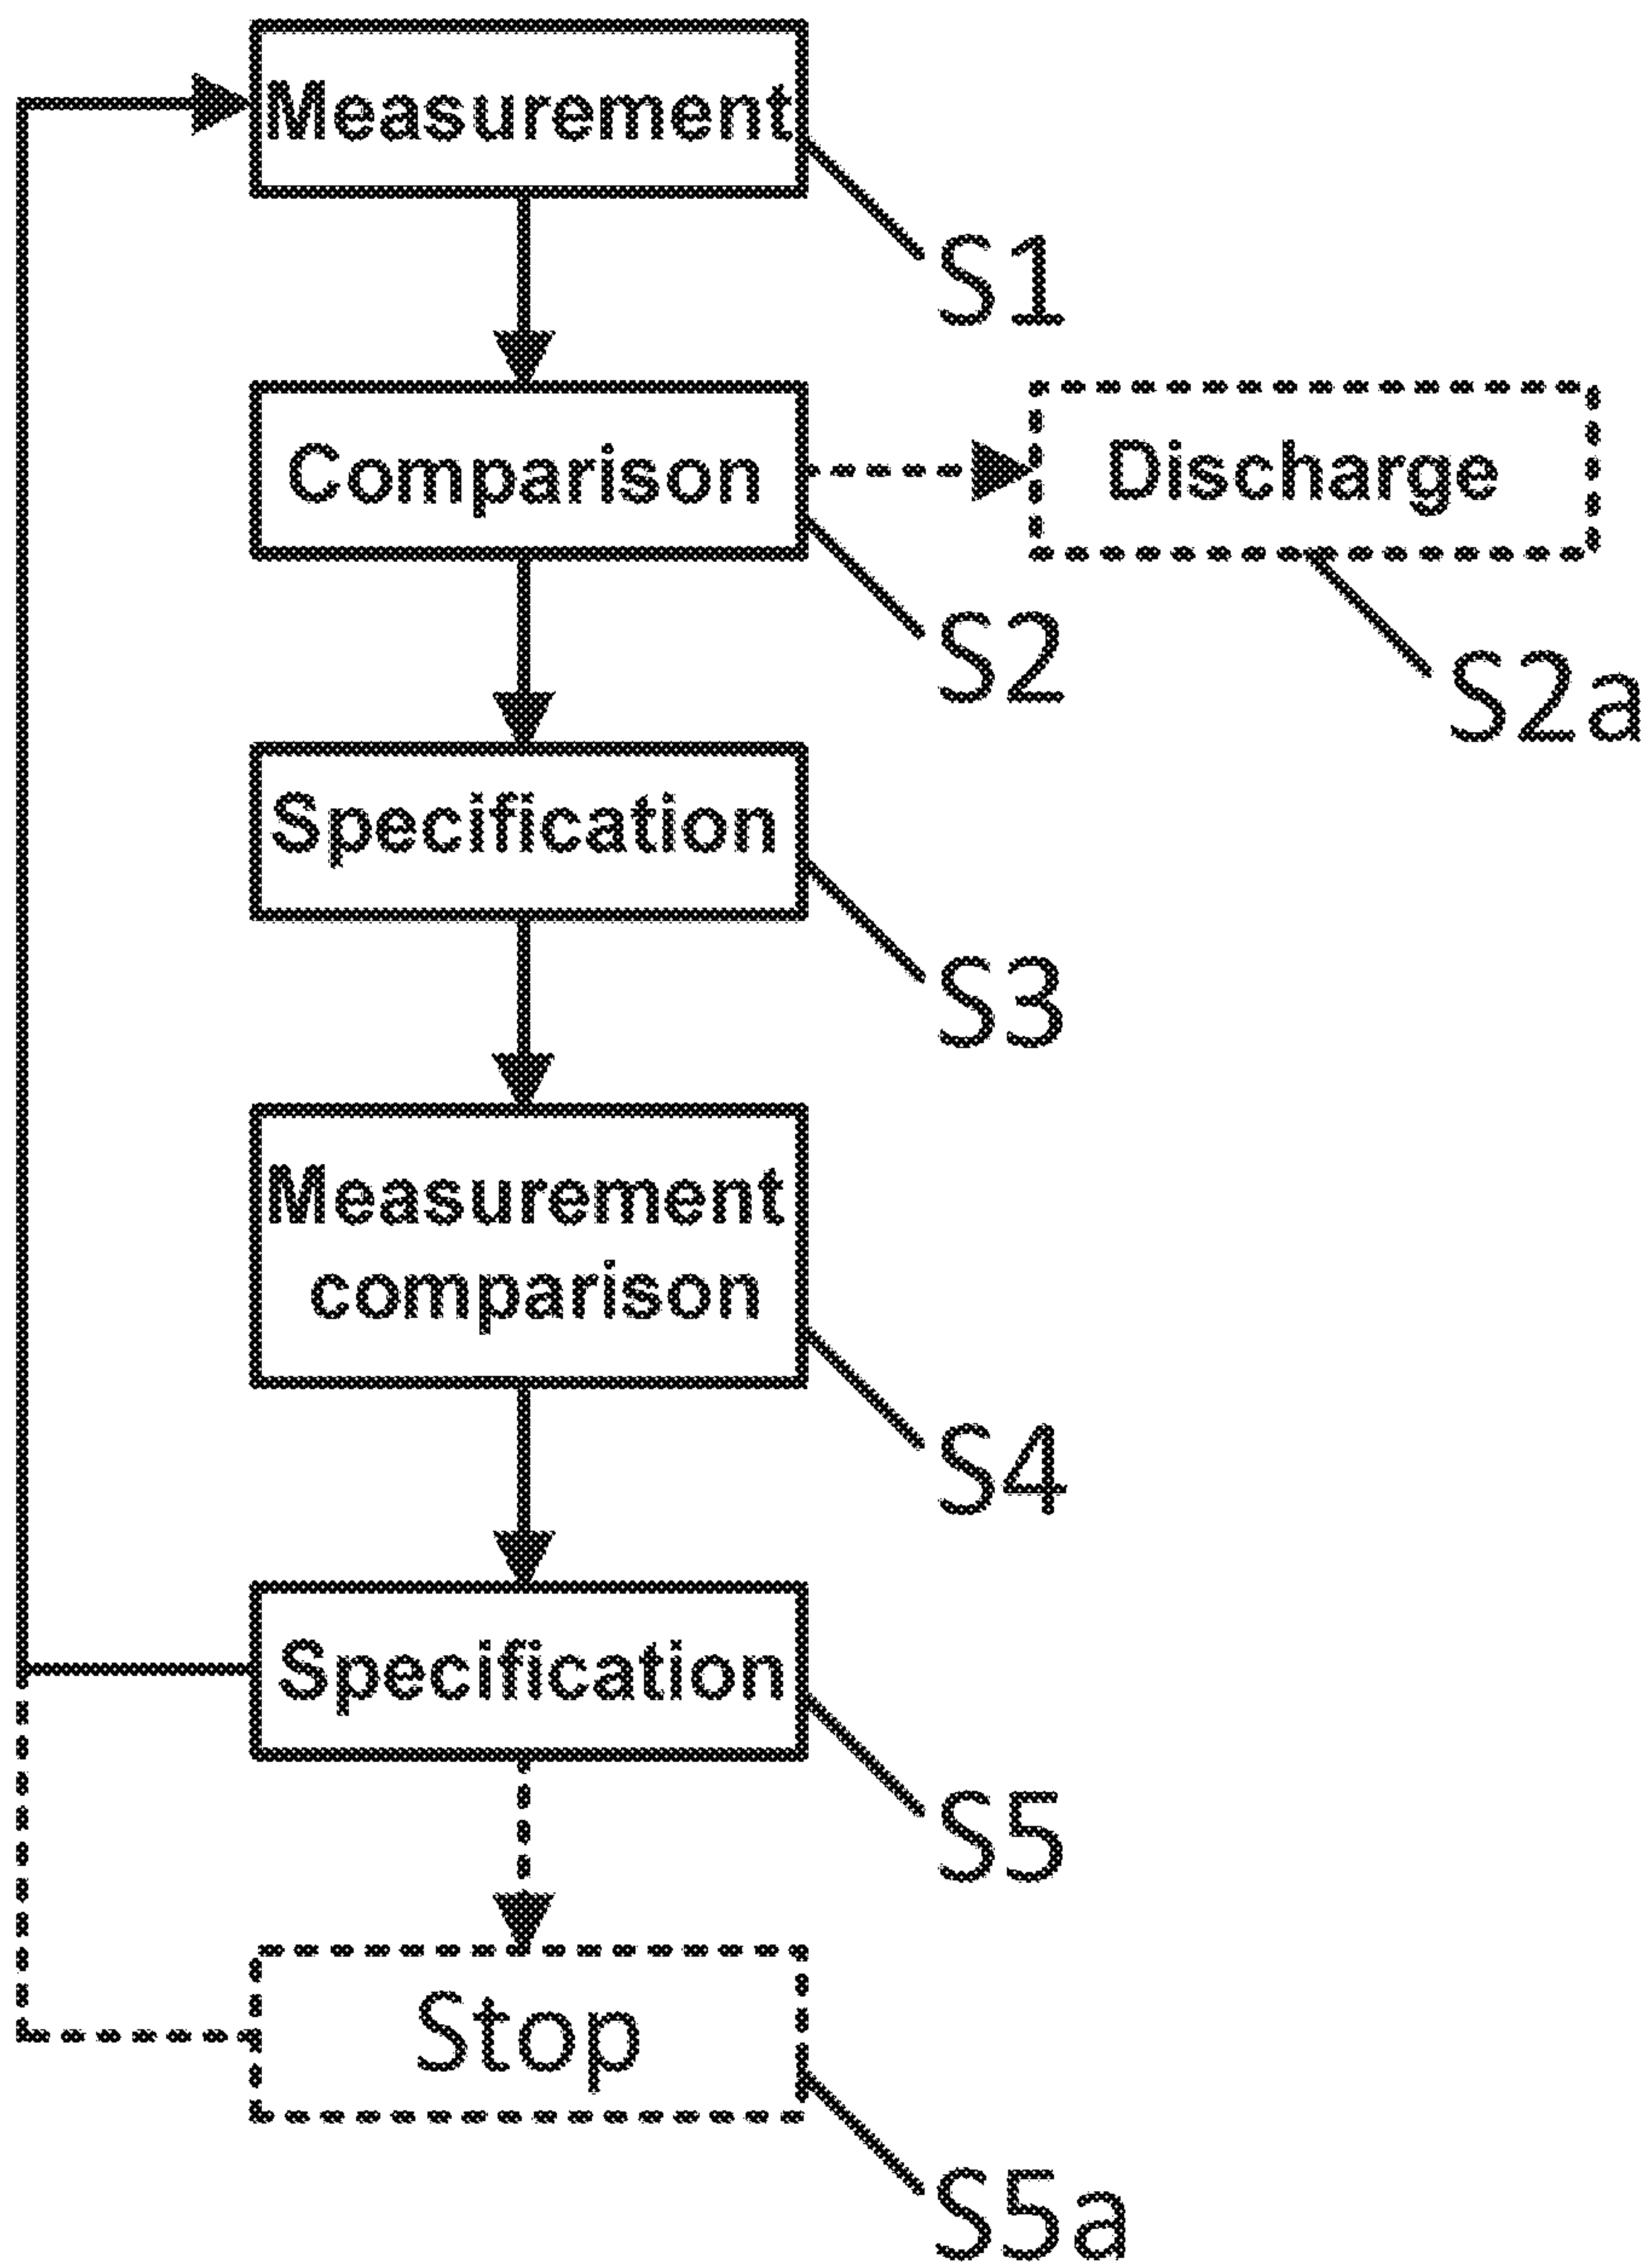 Measurement
S1
Comparison
Discharge
S2
S2a
Specification
S3
Measurement
comparison
S4
Specification
S5
Stop
S5a